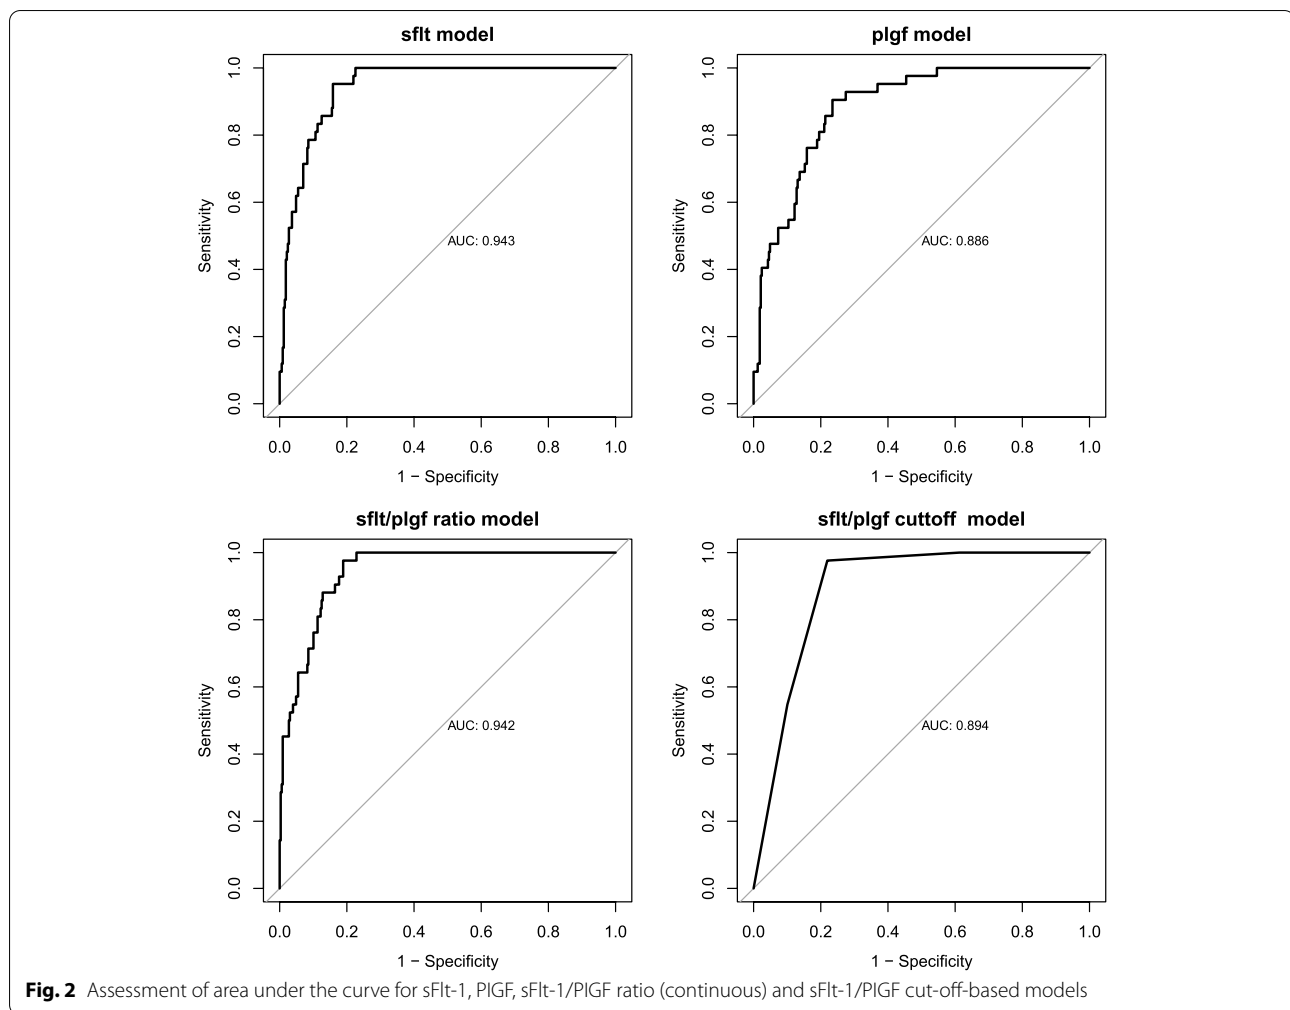 sflt model
1.0
0.8
0.6
0.4
0.2
0.0
Sensitivity
AUC: 0.943
0.0 0.2 0.4 0.6 0.8 1.0
1 − Specificity
plgf model
1.0
0.8
0.6
0.4
0.2
0.0
Sensitivity
AUC: 0.886
0.0 0.2 0.4 0.6 0.8 1.0
1 − Specificity
sflt/plgf ratio model
1.0
0.8
0.6
0.4
0.2
0.0
Sensitivity
AUC: 0.942
0.0 0.2 0.4 0.6 0.8 1.0
1 − Specificity
sflt/plgf cuttoff model
1.0
0.8
0.6
0.4
0.2
0.0
Sensitivity
AUC: 0.894
0.0 0.2 0.4 0.6 0.8 1.0
1 − Specificity
Fig. 2 Assessment of area under the curve for sFlt-1, PlGF, sFlt-1/PlGF ratio (continuous) and sFlt-1/PlGF cut-off-based models